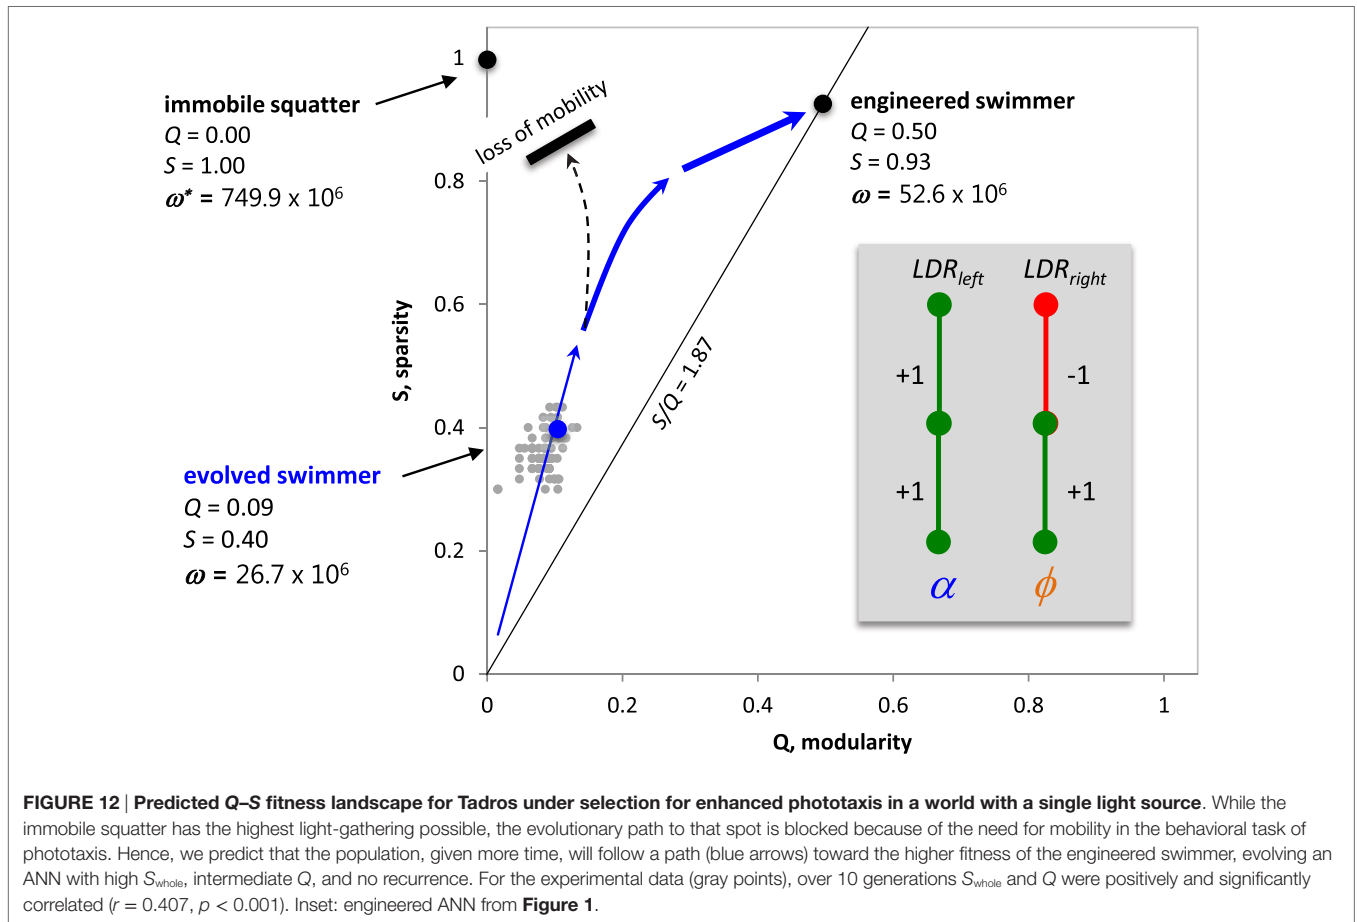 1
immobile squatter
Q = 0.00
S = 1.00
ω* = 749.9 x 10⁶
loss of mobility
engineered swimmer
Q = 0.50
S = 0.93
ω = 52.6 x 10⁶
0.8
0.6
0.4
0.2
0
S, sparsity
S/Q = 1.87
evolved swimmer
Q = 0.09
S = 0.40
ω = 26.7 x 10⁶
LDRleft LDRright
+1 -1
+1 +1
α ϕ
0 0.2 0.4 0.6 0.8 1
Q, modularity
FIGURE 12 | Predicted Q–S fitness landscape for Tadros under selection for enhanced phototaxis in a world with a single light source. While the
immobile squatter has the highest light-gathering possible, the evolutionary path to that spot is blocked because of the need for mobility in the behavioral task of
phototaxis. Hence, we predict that the population, given more time, will follow a path (blue arrows) toward the higher fitness of the engineered swimmer, evolving an
ANN with high Swhole, intermediate Q, and no recurrence. For the experimental data (gray points), over 10 generations Swhole and Q were positively and significantly
correlated (r = 0.407, p < 0.001). Inset: engineered ANN from Figure 1.